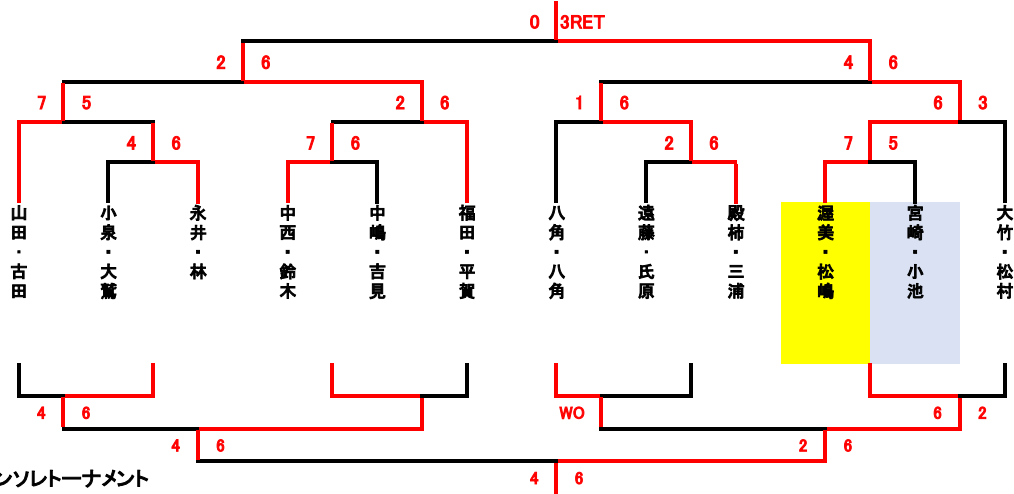 0 3RET
2 6 4 6
7 5 2 6 1 6 6 3
4 6 7 6 2 6 7 5
山田・古田
小泉・大鷲
永井・林
中西・鈴木
中嶋・吉見
福田・平賀
八角・八角
遠藤・氏原
殿柿・三浦
渥美・松嶋
宮崎・小池
大竹・松村
4 6 WO 6 2
4 6 2 6
ンソレトーナメント
4 6